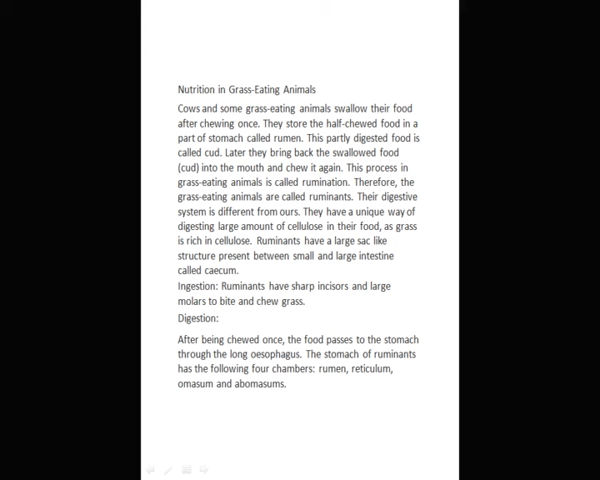 Nutrition in Grass-Eating Animals
Cows and some grass-eating animals swallow their food
after chewing once. They store the half-chewed food in a
part of stomach called rumen. This partly digested food is
called cud. Later they bring back the swallowed food
(cud) into the mouth and chew it again. This process in
grass-eating animals is called rumination. Therefore, the
grass-eating animals are called ruminants. Their digestive
system is different from ours. They have a unique way of
digesting large amount of cellulose in their food, as grass
is rich in cellulose. Ruminants have a large sac like
structure present between small and large intestine
called caecum.
Ingestion: Ruminants have sharp incisors and large
molars to bite and chew grass.
Digestion:
After being chewed once, the food passes to the stomach
through the long oesophagus. The stomach of ruminants
has the following four chambers: rumen, reticulum,
omasum and abomasums.